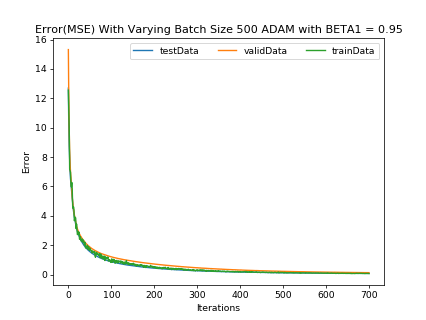 Error(MSE) With Varying Batch Size 500 ADAM with BETA1 = 0.95
testData validData trainData
16
14
12
10
8
6
4
2
0
Error
0 100 200 300 400 500 600 700
Iterations